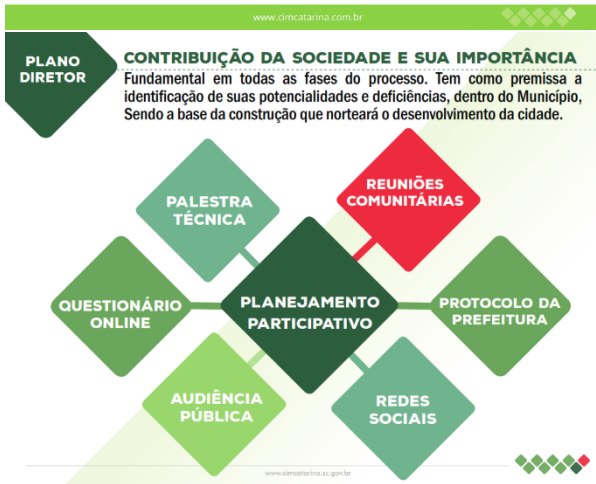 www.cimcatarina.com.br
PLANO
DIRETOR
CONTRIBUIÇÃO DA SOCIEDADE E SUA IMPORTÂNCIA
Fundamental em todas as fases do processo. Tem como premissa a
identificação de suas potencialidades e deficiências, dentro do Município,
Sendo a base da construção que norteará o desenvolvimento da cidade.
PALESTRA
TÉCNICA
REUNIÕES
COMUNITÁRIAS
QUESTIONÁRIO
ONLINE
PLANEJAMENTO
PARTICIPATIVO
PROTOCOLO DA
PREFEITURA
AUDIÊNCIA
PÚBLICA
REDES
SOCIAIS
www.cimcatarina.sc.gov.br